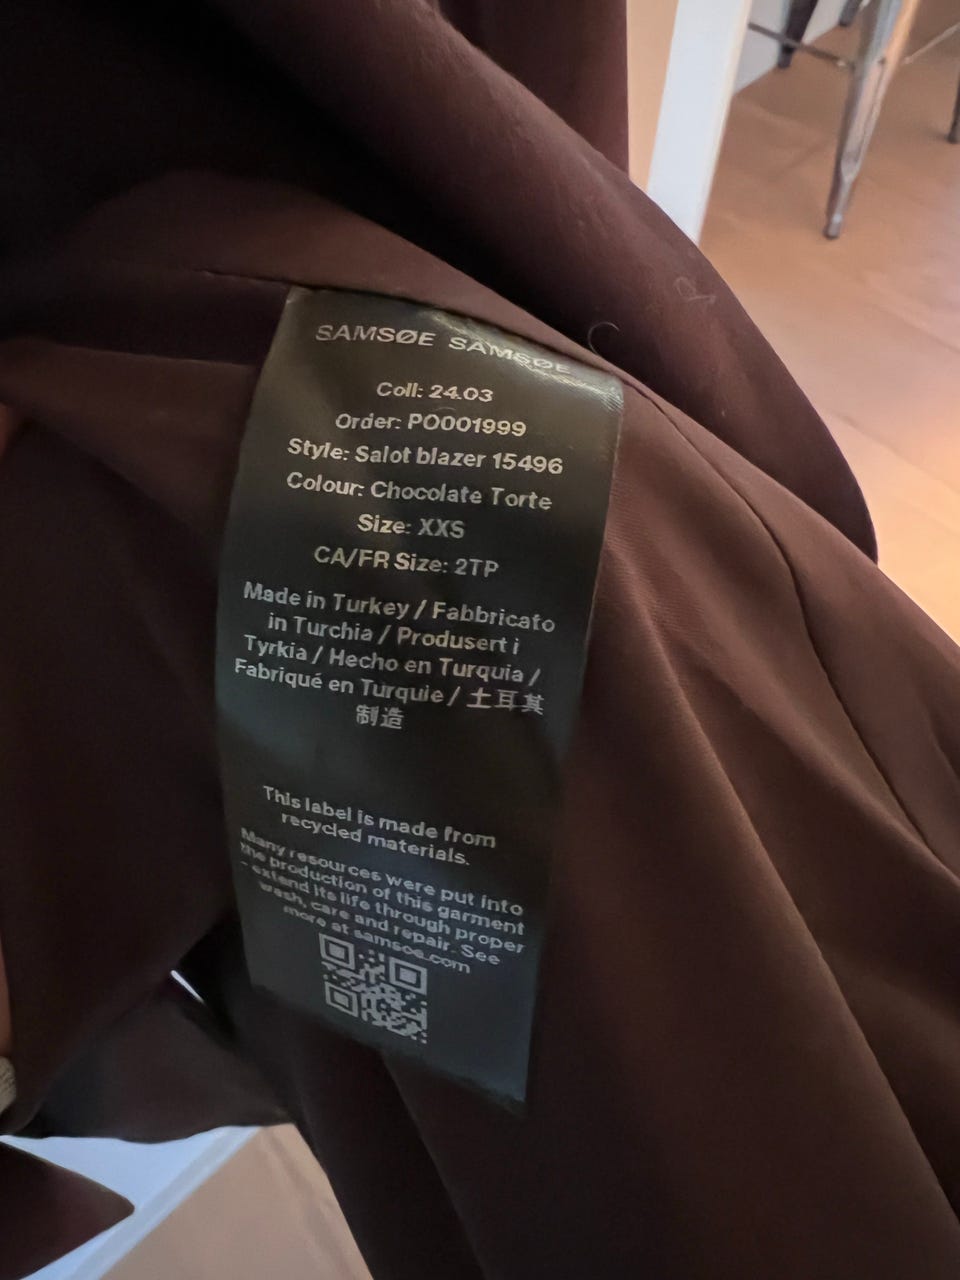 SAMSØE SAMSØE
Coll: 24.03
Order: PO001999
Style: Salot blazer 15496
Colour: Chocolate Torte
Size: XXS
CA/FR Size: 2TP
Made in Turkey / Fabbricato
in Turchia / Produsert i
Tyrkia / Hecho en Turquia /
Fabriqué en Turquie / 土耳其
制造
This label is made from
recycled materials.
Many resources were put into
the production of this garment
- extend its life through proper
wash, care and repair. See
more at samsoe.com